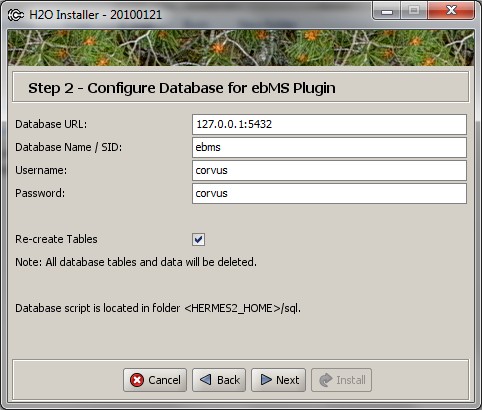 H2O Installer - 20100121
Step 2 - Configure Database for ebMS Plugin
Database URL: 127.0.0.1:5432
Database Name / SID: ebms
Username: corvus
Password: corvus
Re-create Tables
Note: All database tables and data will be deleted.
Database script is located in folder <HERMES2_HOME>/sql.
Cancel Back Next Install